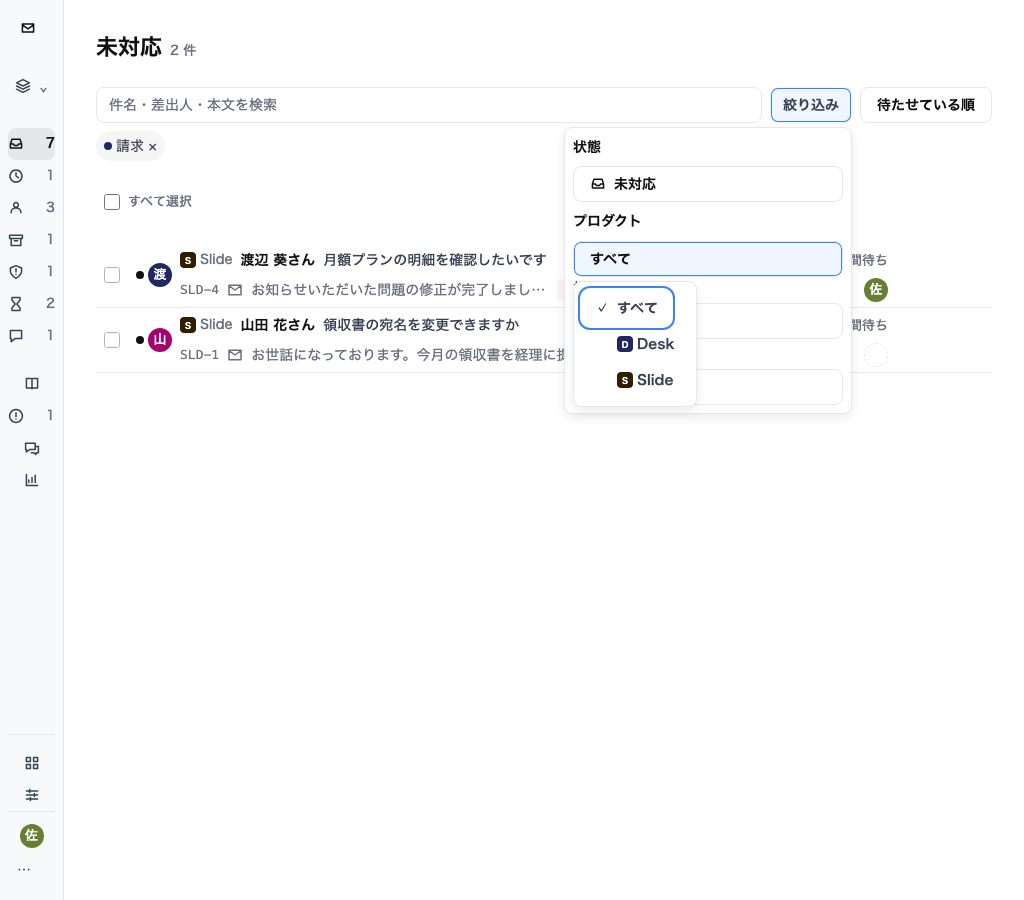 未対応 2 件
件名・差出人・本文を検索
絞り込み
待たせている順
請求 ×
すべて選択
7
1
3
1
1
2
1
1
渡
S Slide 渡辺 葵さん 月額プランの明細を確認したいです
SLD-4 お知らせいただいた問題の修正が完了しまし…
間待ち
佐
山
S Slide 山田 花さん 領収書の宛名を変更できますか
SLD-1 お世話になっております。今月の領収書を経理に
間待ち
状態
未対応
プロダクト
すべて
✓ すべて
D Desk
S Slide
佐
…